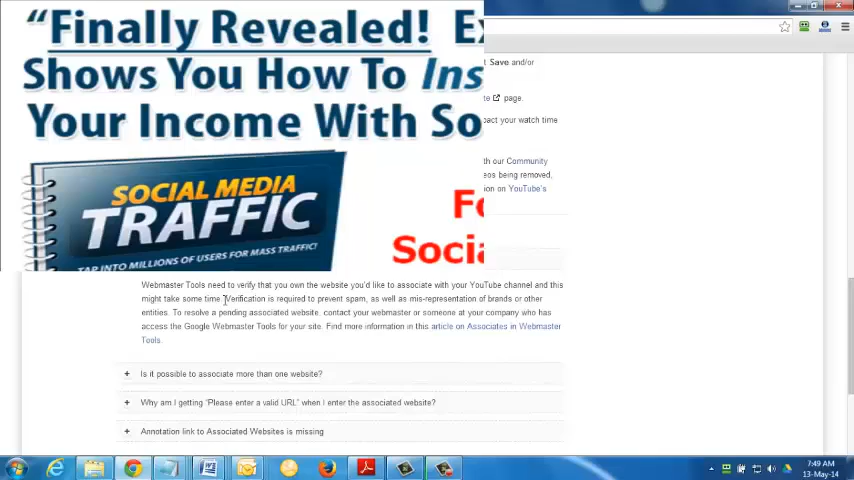 “Finally Revealed! Ex
Shows You How To Ins
Your Income With So
SOCIAL MEDIA
TRAFFIC
TAP INTO MILLIONS OF USERS FOR MASS TRAFFIC!
Fo
Socia
t Save and/or
te page.
pact your watch time
th our Community
eos being removed,
ion on YouTube's
Webmaster Tools need to verify that you own the website you'd like to associate with your YouTube channel and this
might take some time. Verification is required to prevent spam, as well as mis-representation of brands or other
entities. To resolve a pending associated website, contact your webmaster or someone at your company who has
access the Google Webmaster Tools for your site. Find more information in this article on Associates in Webmaster
Tools.
+ Is it possible to associate more than one website?
+ Why am I getting “Please enter a valid URL” when I enter the associated website?
+ Annotation link to Associated Websites is missing
7:49 AM
13-May-14